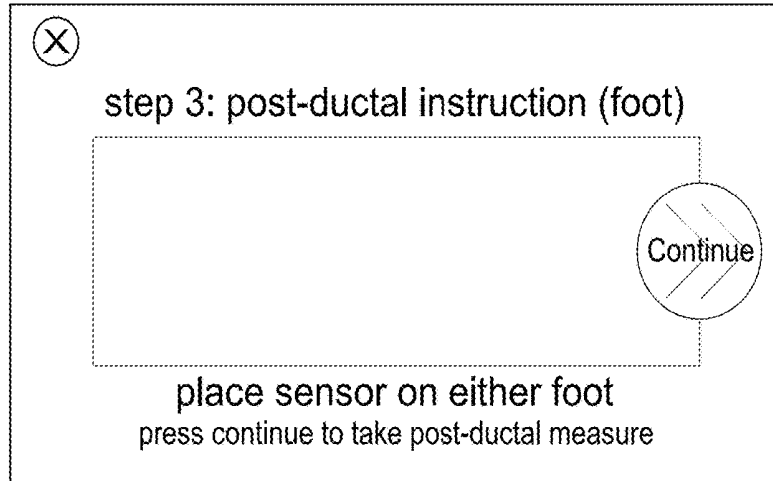 X
step 3: post-ductal instruction (foot)
Continue
place sensor on either foot
press continue to take post-ductal measure